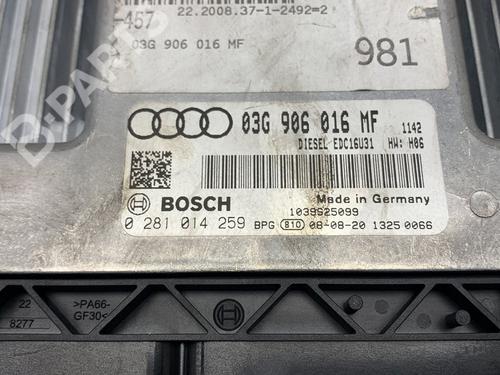 22.2008.37-1-2492=2
-457
03G 906 016 MF
981
03G 906 016 MF 1142
DIESEL EDC16U31 HW: H06
BOSCH
Made in Germany
1039S25099
0 281 014 259 BPG 810 08-08-20 1325 0066
22
8277
>PA66-
GF30<
B-PARTS